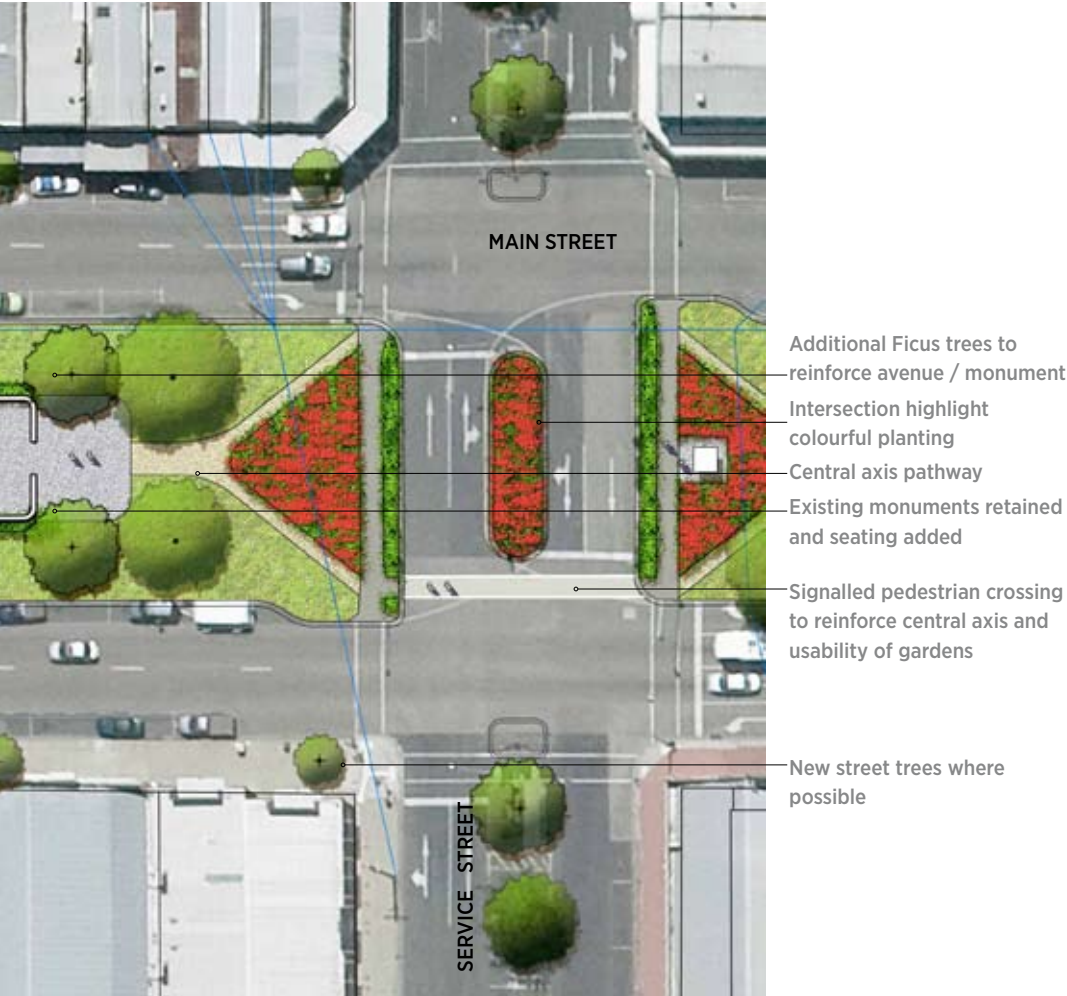 MAIN STREET
Additional Ficus trees to
reinforce avenue / monument
Intersection highlight
colourful planting
Central axis pathway
Existing monuments retained
and seating added
Signalled pedestrian crossing
to reinforce central axis and
usability of gardens
New street trees where
possible
SERVICE STREET